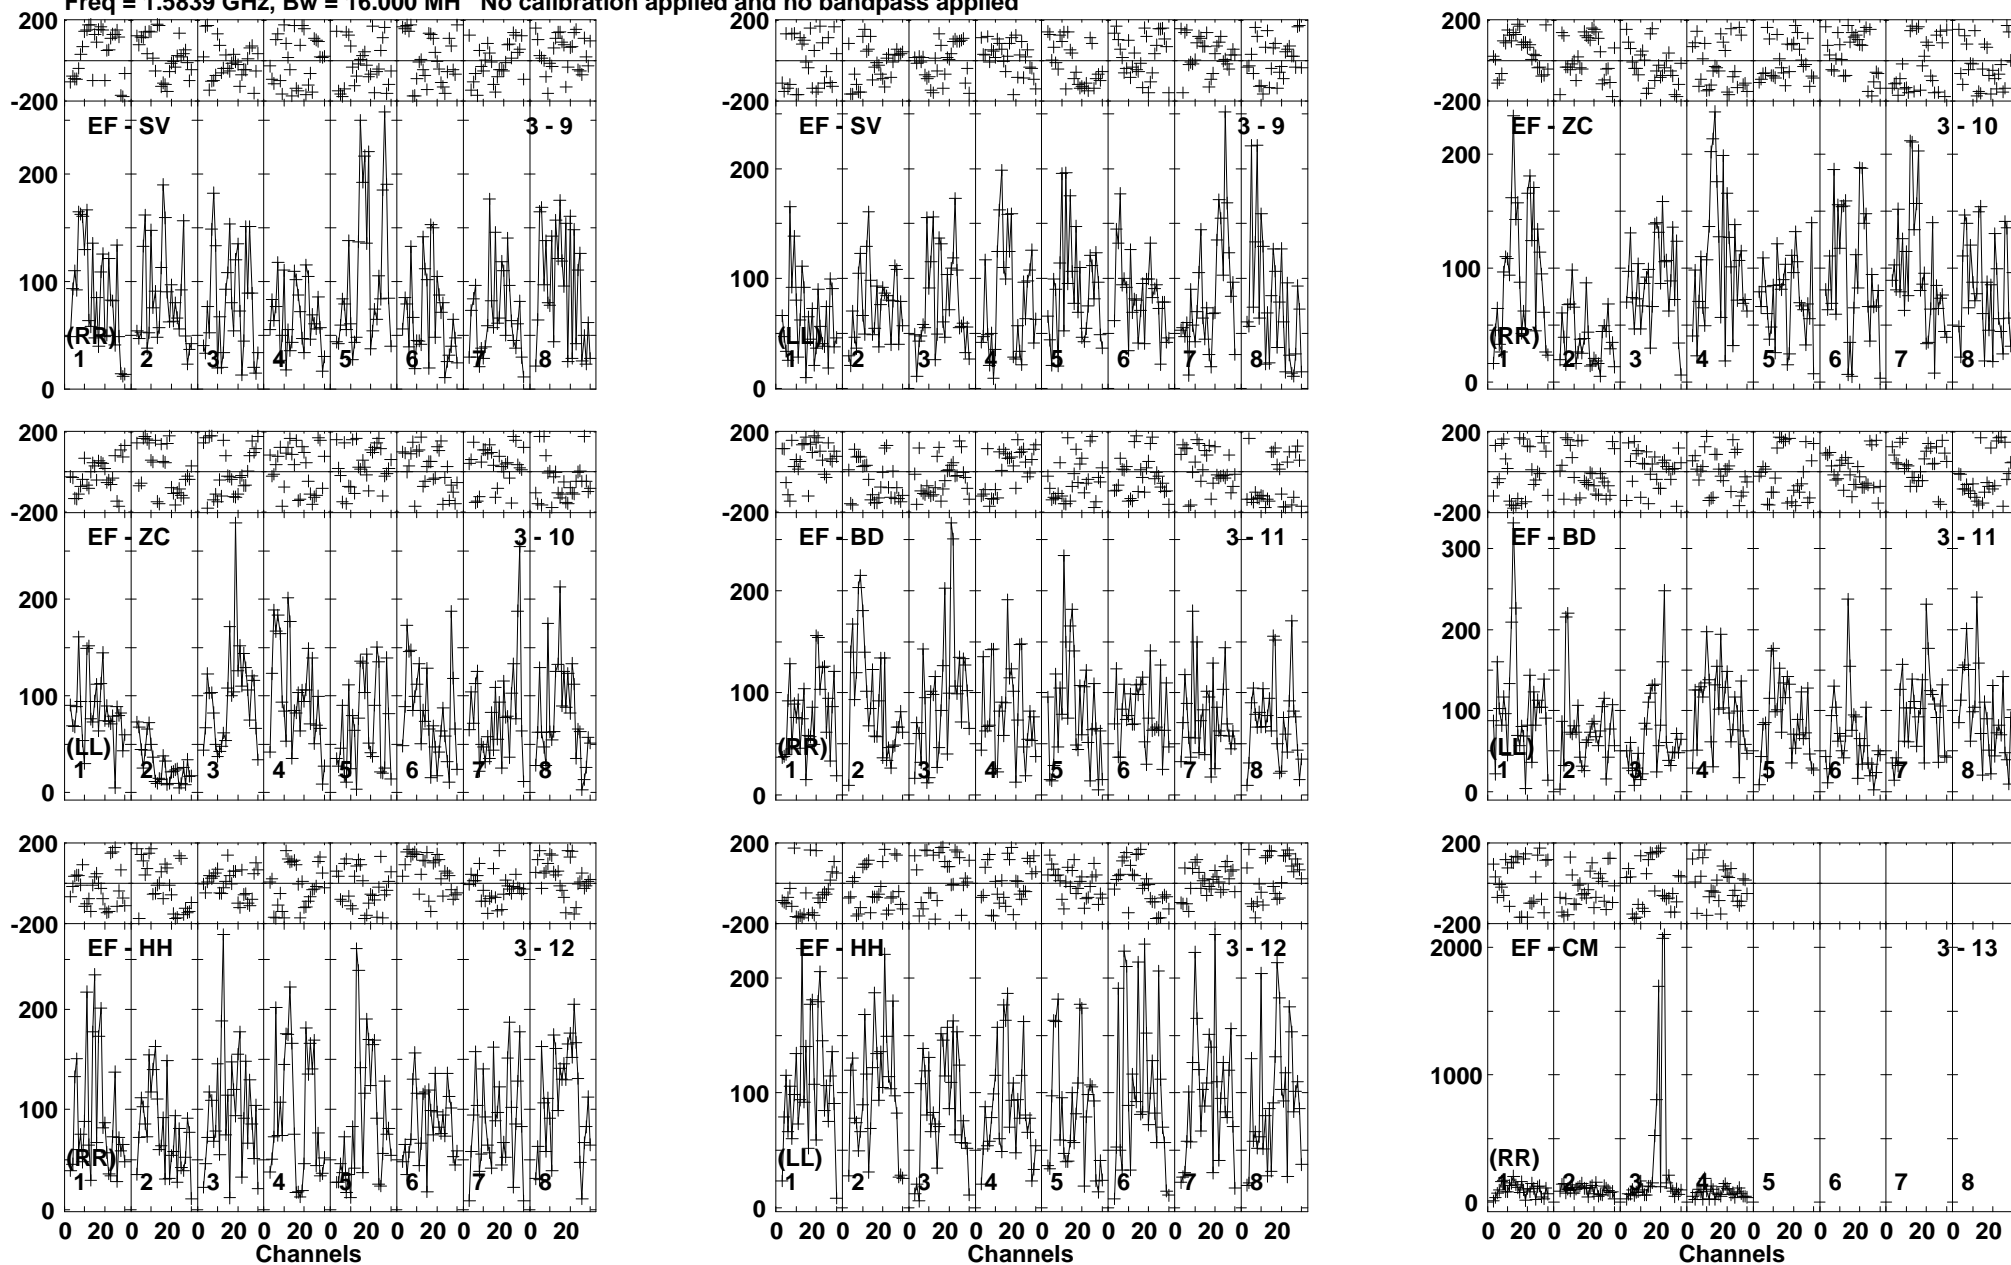 Freq = 1.5839 GHz, Bw = 16.000 MH No calibration applied and no bandpass applied
200 200 200
-200 -200 -200
EF - SV 3 - 9 EF - SV 3 - 9 EF - ZC 3 - 10
200 200 200
100 100 100
(RR) (LL) (RR)
1 2 3 4 5 6 7 8 1 2 3 4 5 6 7 8 1 2 3 4 5 6 7 8
0 0 0
200 200 200
-200 -200 -200
EF - ZC 3 - 10 EF - BD 3 - 11 EF - BD 3 - 11
300
200 200 200
100 100 100
(LL) (RR) (LL)
1 2 3 4 5 6 7 8 1 2 3 4 5 6 7 8 1 2 3 4 5 6 7 8
0 0 0
200 200 200
-200 -200 -200
EF - HH 3 - 12 EF - HH 3 - 12 EF - CM 3 - 13
200 200 2000
100 100 1000
(RR) (LL) (RR)
1 2 3 4 5 6 7 8 1 2 3 4 5 6 7 8 1 2 3 4 5 6 7 8
0 0 0
0 20 0 20 0 20 0 20 0 20 0 20 0 20 0 20 0 20 0 20 0 20 0 20 0 20 0 20 0 20 0 20 0 20 0 20 0 20 0 20 0 20 0 20 0 20 0 20
Channels Channels Channels